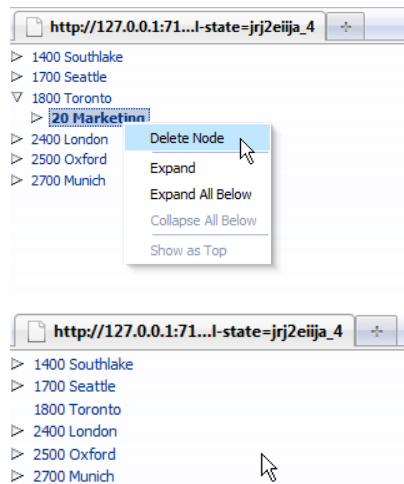 http://127.0.0.1:71...l-state=jrj2eiija_4
1400 Southlake
1700 Seattle
1800 Toronto
20 Marketing
2400 London
2500 Oxford
2700 Munich
Delete Node
Expand
Expand All Below
Collapse All Below
Show as Top
http://127.0.0.1:71...l-state=jrj2eiija_4
1400 Southlake
1700 Seattle
1800 Toronto
2400 London
2500 Oxford
2700 Munich